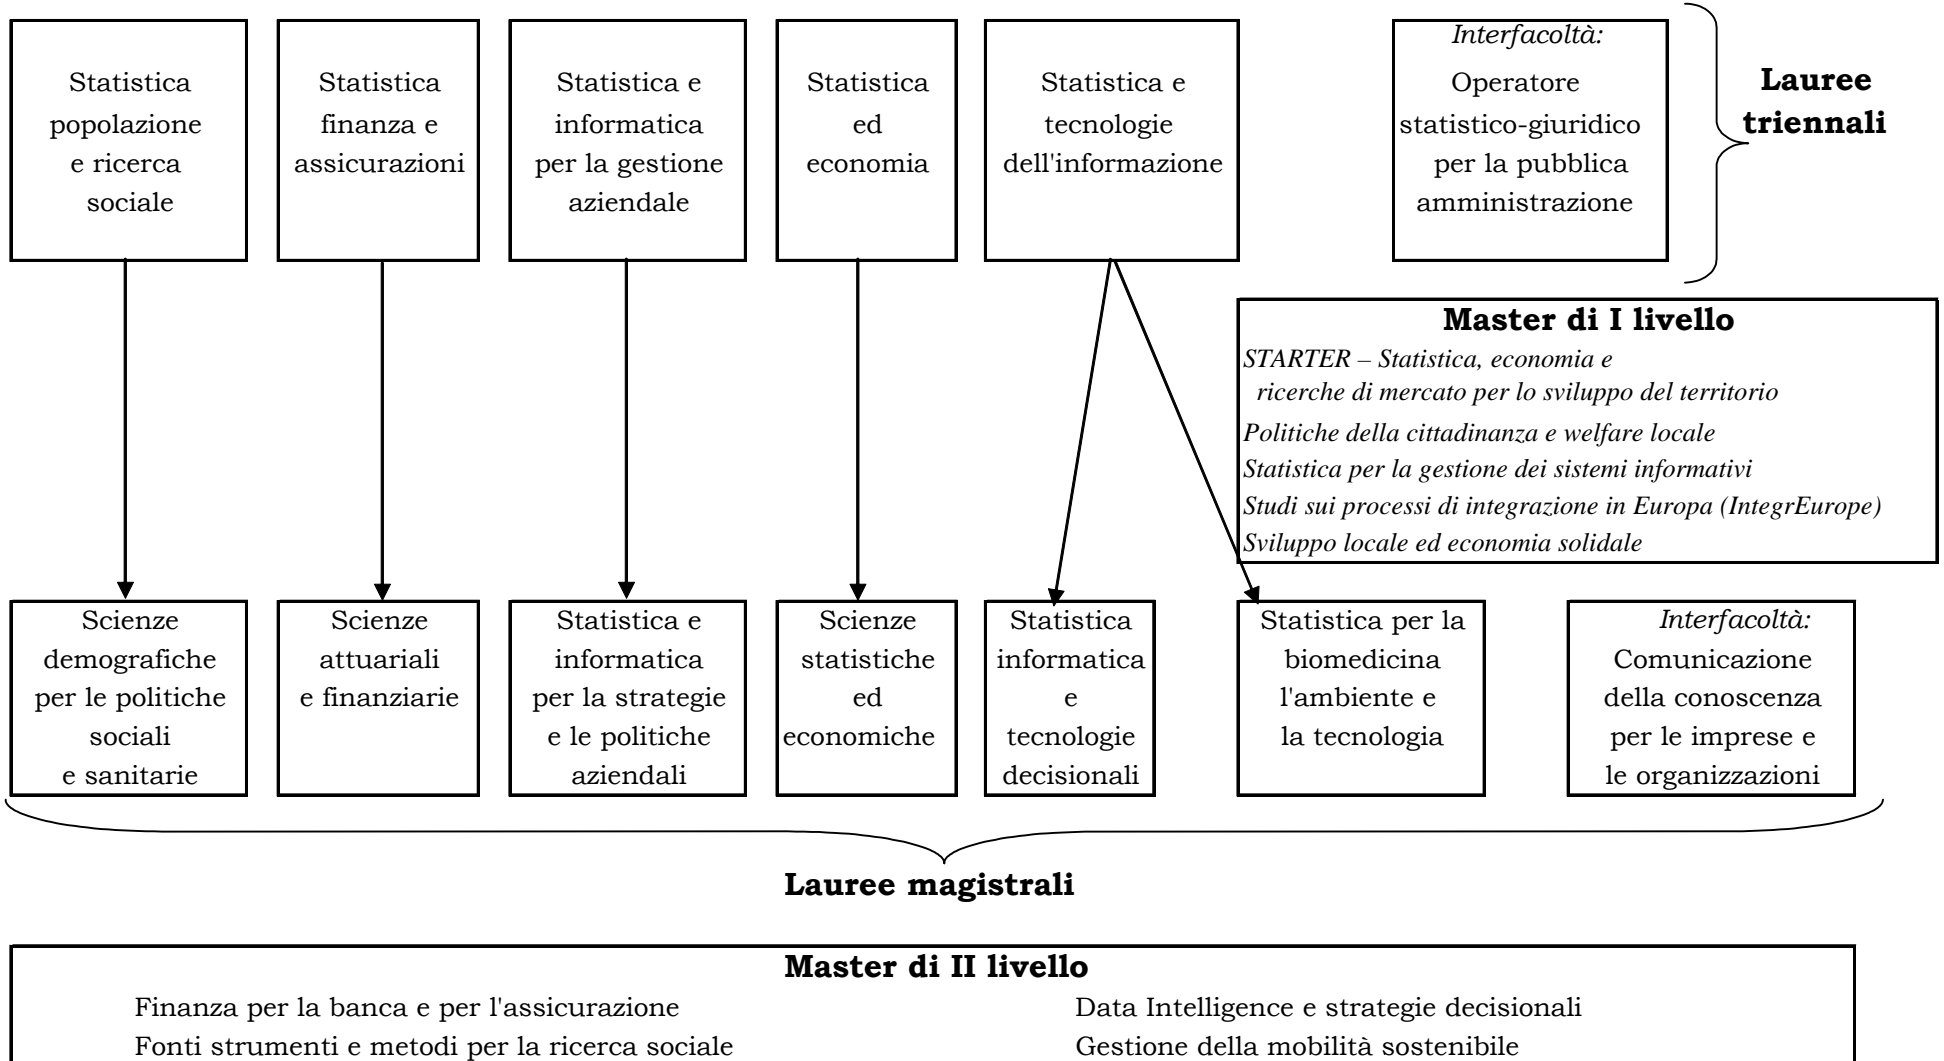 Statistica
popolazione
e ricerca
sociale
Statistica
finanza e
assicurazioni
Statistica e
informatica
per la gestione
aziendale
Statistica
ed
economia
Statistica e
tecnologie
dell'informazione
Interfacoltà:
Operatore
statistico-giuridico
per la pubblica
amministrazione
Lauree
triennali
Master di I livello
STARTER – Statistica, economia e
ricerche di mercato per lo sviluppo del territorio
Politiche della cittadinanza e welfare locale
Statistica per la gestione dei sistemi informativi
Studi sui processi di integrazione in Europa (IntegrEurope)
Sviluppo locale ed economia solidale
Scienze
demografiche
per le politiche
sociali
e sanitarie
Scienze
attuariali
e finanziarie
Statistica e
informatica
per la strategie
e le politiche
aziendali
Scienze
statistiche
ed
economiche
Statistica
informatica
e
tecnologie
decisionali
Statistica per la
biomedicina
l'ambiente e
la tecnologia
Interfacoltà:
Comunicazione
della conoscenza
per le imprese e
le organizzazioni
Lauree magistrali
Master di II livello
Finanza per la banca e per l'assicurazione
Fonti strumenti e metodi per la ricerca sociale
Data Intelligence e strategie decisionali
Gestione della mobilità sostenibile